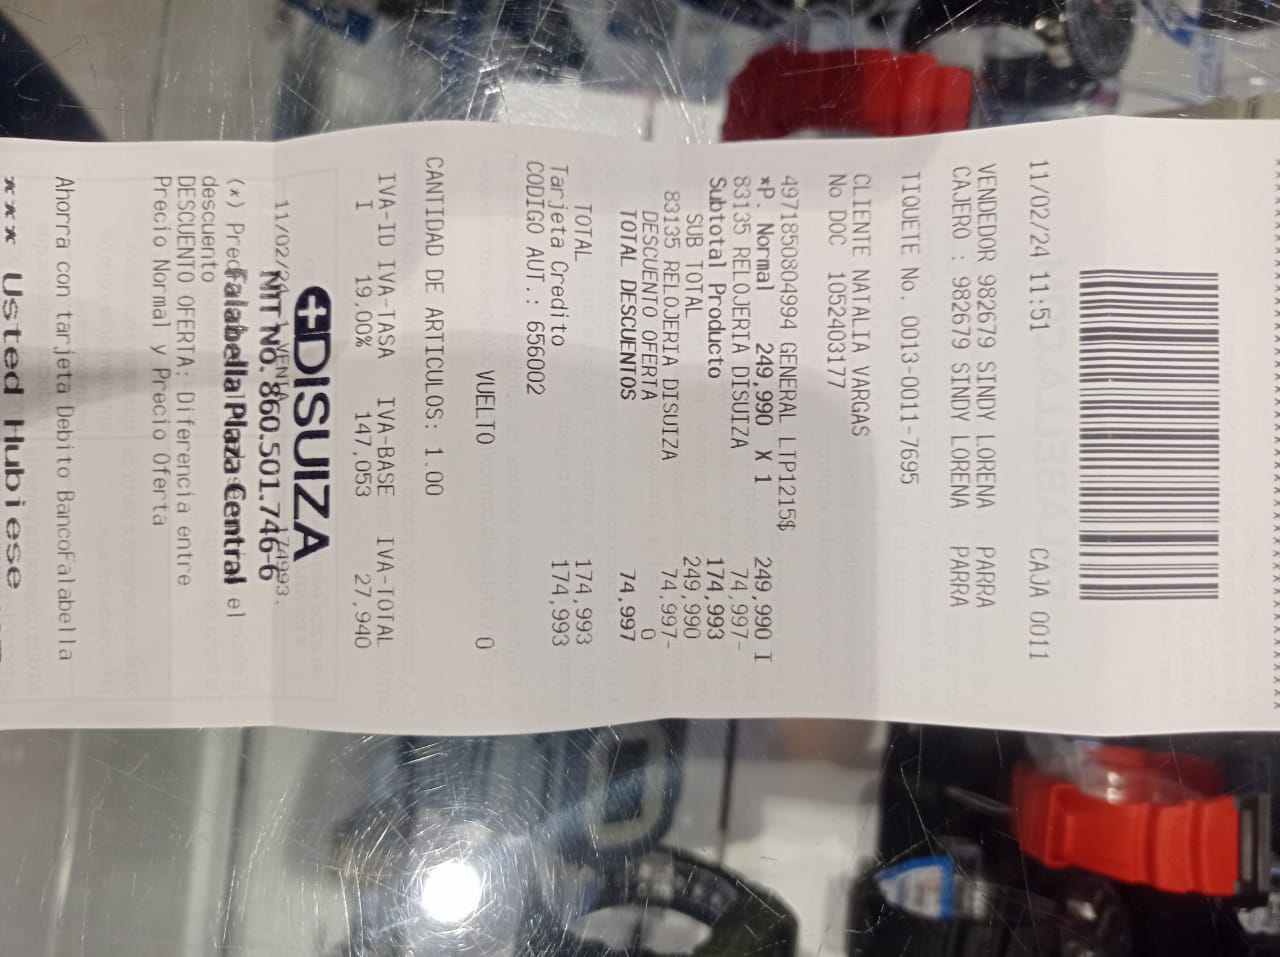 11/02/24 11:51 CAJA 0011
VENDEDOR 982679 SINDY LORENA PARRA
CAJERO : 982679 SINDY LORENA PARRA
TIQUETE No. 0013-0011-7695
CLIENTE NATALIA VARGAS
No DOC 1052403177
4971850804994 GENERAL LTP1215$
*P. Normal 249,990 X 1 249,990 I
83135 RELOJERIA DISUIZA 74,997-
Subtotal Producto 174,993
SUB TOTAL 249,990
83135 RELOJERIA DISUIZA 74,997-
DESCUENTO OFERTA 0
TOTAL DESCUENTOS 74,997
TOTAL 174,993
Tarjeta Credito 174,993
CODIGO AUT.: 656002
VUELTO 0
CANTIDAD DE ARTICULOS: 1.00
IVA-ID IVA-TASA IVA-BASE IVA-TOTAL
I 19.00% 147,053 27,940
DISUIZA
NIT No. 860.501.746-6
Falabella Plaza Central
el
descuento
DESCUENTO OFERTA: Diferencia entre
Precio Normal y Precio Oferta
Ahorra con tarjeta Debito BancoFalabella
*** Usted Hubiese